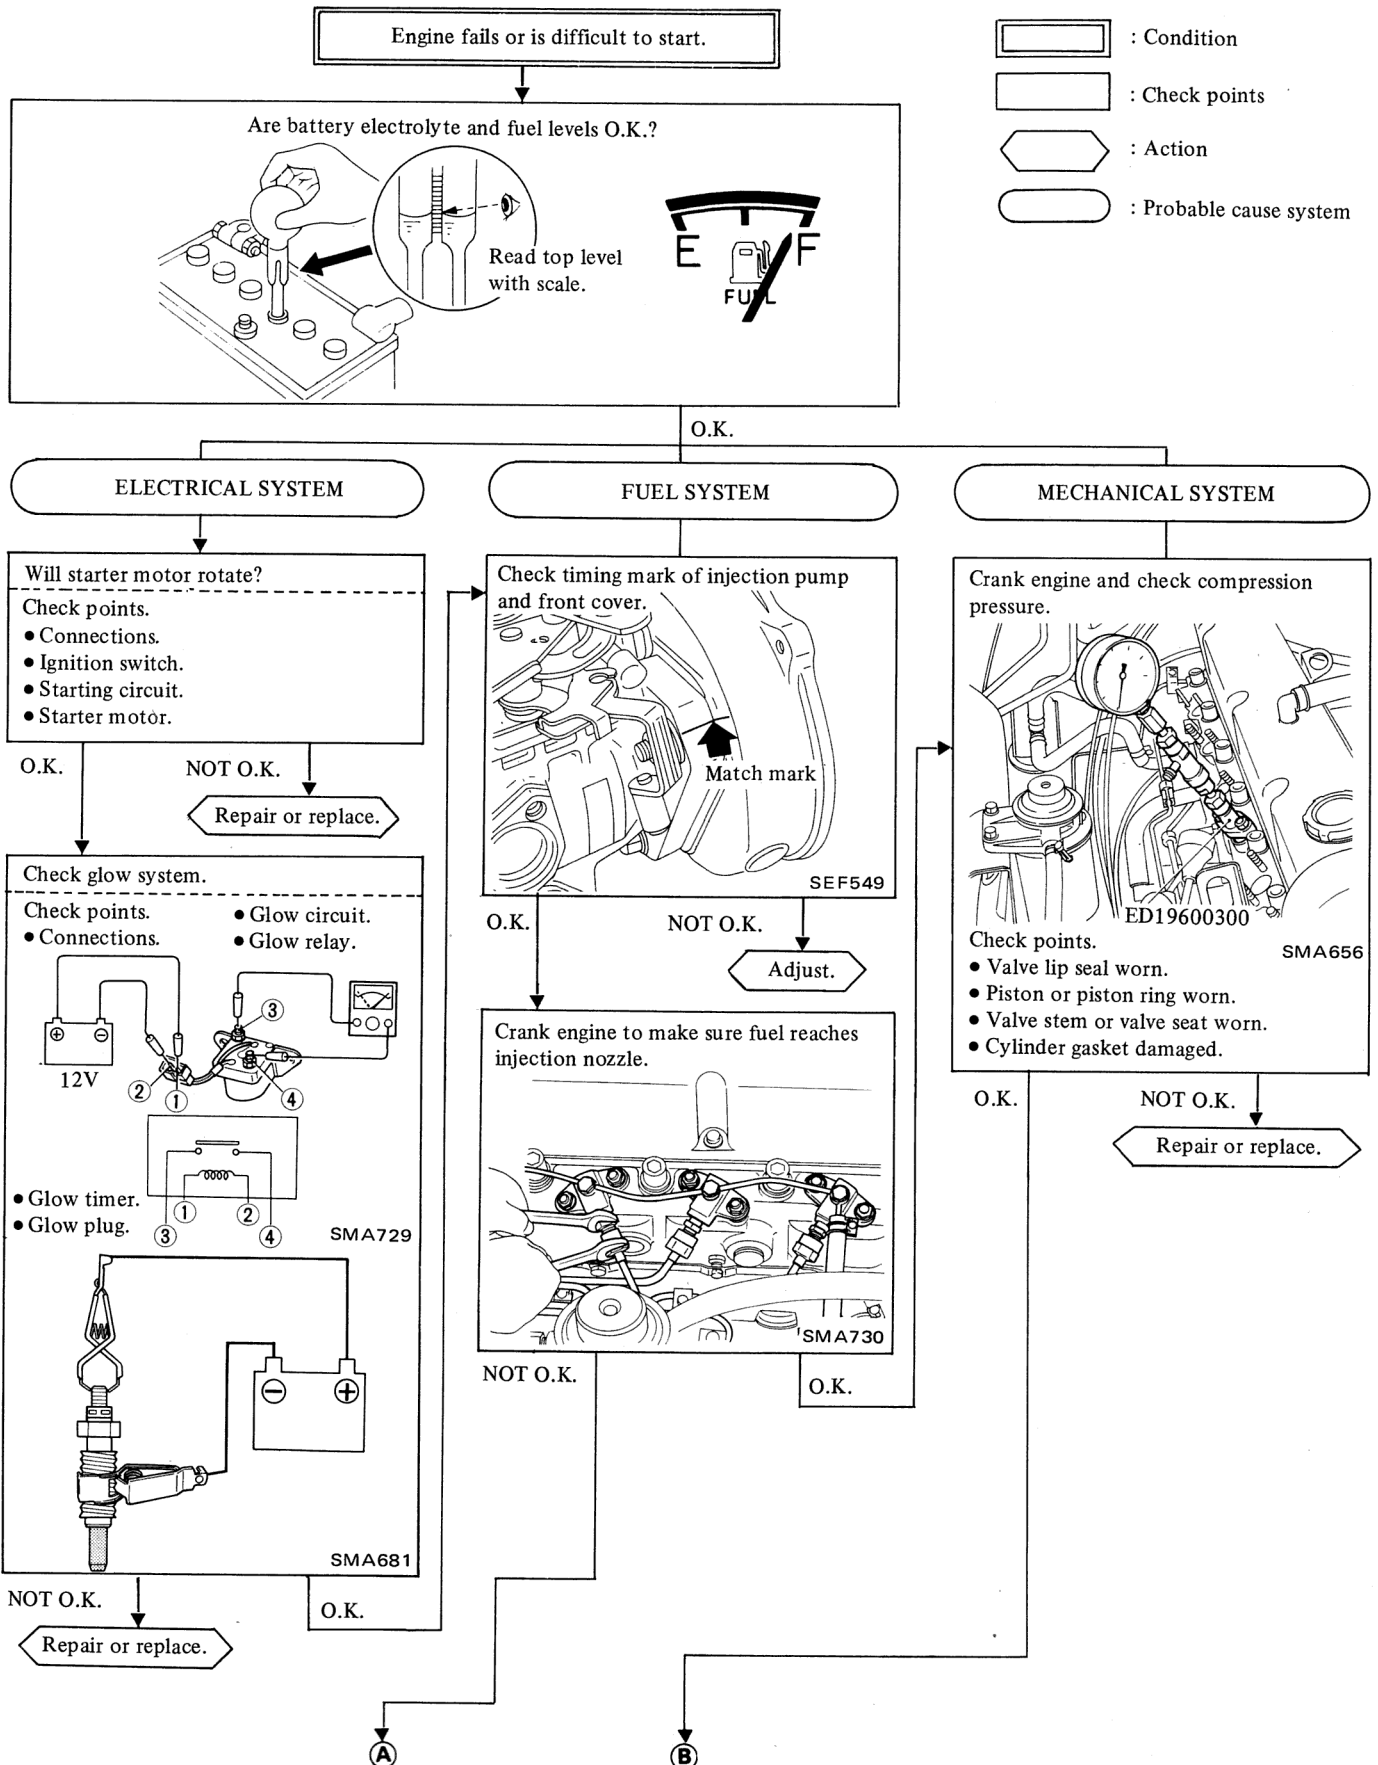 Engine fails or is difficult to start.
: Condition
: Check points
: Action
: Probable cause system
Are battery electrolyte and fuel levels O.K.?
Read top level
with scale.
E
F
FUEL
O.K.
ELECTRICAL SYSTEM
Will starter motor rotate?
Check points.
● Connections.
● Ignition switch.
● Starting circuit.
● Starter motor.
O.K.
NOT O.K.
Repair or replace.
Check glow system.
Check points.
● Connections.
● Glow circuit.
● Glow relay.
+
−
12V
③
②
①
④
● Glow timer.
● Glow plug.
①
②
③
④
SMA729
−
+
SMA681
NOT O.K.
O.K.
Repair or replace.
FUEL SYSTEM
Check timing mark of injection pump
and front cover.
Match mark
SEF549
O.K.
NOT O.K.
Adjust.
Crank engine to make sure fuel reaches
injection nozzle.
SMA730
NOT O.K.
O.K.
MECHANICAL SYSTEM
Crank engine and check compression
pressure.
ED19600300
SMA656
Check points.
● Valve lip seal worn.
● Piston or piston ring worn.
● Valve stem or valve seat worn.
● Cylinder gasket damaged.
O.K.
NOT O.K.
Repair or replace.
Ⓐ
Ⓑ